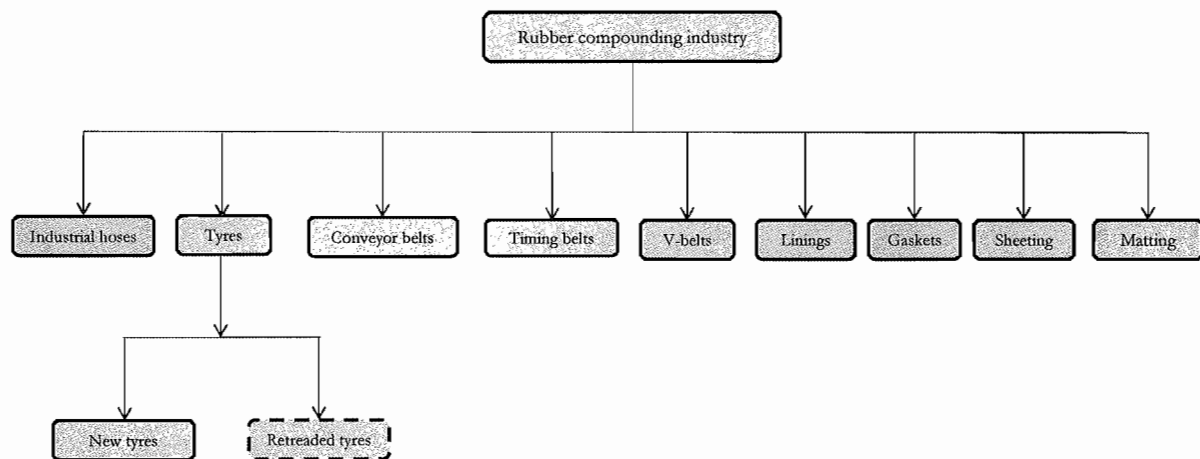 Rubber compounding industry
Industrial hoses
Tyres
Conveyor belts
Timing belts
V-belts
Linings
Gaskets
Sheeting
Matting
New tyres
Retreaded tyres